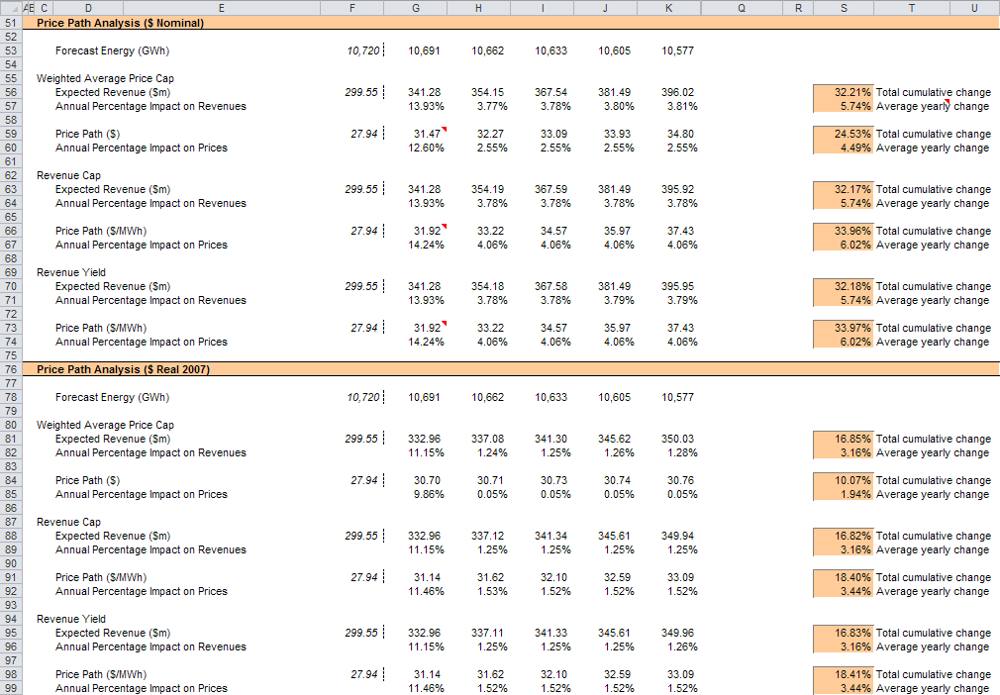 C D E F G H I J K Q R S T U
51 Price Path Analysis ($ Nominal)
52
53 Forecast Energy (GWh) 10,720 10,691 10,662 10,633 10,605 10,577
54
55 Weighted Average Price Cap
56 Expected Revenue ($m) 299.55 341.28 354.15 367.54 381.49 396.02 32.21% Total cumulative change
57 Annual Percentage Impact on Revenues 13.93% 3.77% 3.78% 3.80% 3.81% 5.74% Average yearly change
58
59 Price Path ($) 27.94 31.47 32.27 33.09 33.93 34.80 24.53% Total cumulative change
60 Annual Percentage Impact on Prices 12.60% 2.55% 2.55% 2.55% 2.55% 4.49% Average yearly change
61
62 Revenue Cap
63 Expected Revenue ($m) 299.55 341.28 354.19 367.59 381.49 395.92 32.17% Total cumulative change
64 Annual Percentage Impact on Revenues 13.93% 3.78% 3.78% 3.78% 3.78% 5.74% Average yearly change
65
66 Price Path ($/MWh) 27.94 31.92 33.22 34.57 35.97 37.43 33.96% Total cumulative change
67 Annual Percentage Impact on Prices 14.24% 4.06% 4.06% 4.06% 4.06% 6.02% Average yearly change
68
69 Revenue Yield
70 Expected Revenue ($m) 299.55 341.28 354.18 367.58 381.49 395.95 32.18% Total cumulative change
71 Annual Percentage Impact on Revenues 13.93% 3.78% 3.78% 3.79% 3.79% 5.74% Average yearly change
72
73 Price Path ($/MWh) 27.94 31.92 33.22 34.57 35.97 37.43 33.97% Total cumulative change
74 Annual Percentage Impact on Prices 14.24% 4.06% 4.06% 4.06% 4.06% 6.02% Average yearly change
75
76 Price Path Analysis ($ Real 2007)
77
78 Forecast Energy (GWh) 10,720 10,691 10,662 10,633 10,605 10,577
79
80 Weighted Average Price Cap
81 Expected Revenue ($m) 299.55 332.96 337.08 341.30 345.62 350.03 16.85% Total cumulative change
82 Annual Percentage Impact on Revenues 11.15% 1.24% 1.25% 1.26% 1.28% 3.16% Average yearly change
83
84 Price Path ($) 27.94 30.70 30.71 30.73 30.74 30.76 10.07% Total cumulative change
85 Annual Percentage Impact on Prices 9.86% 0.05% 0.05% 0.05% 0.05% 1.94% Average yearly change
86
87 Revenue Cap
88 Expected Revenue ($m) 299.55 332.96 337.12 341.34 345.61 349.94 16.82% Total cumulative change
89 Annual Percentage Impact on Revenues 11.15% 1.25% 1.25% 1.25% 1.25% 3.16% Average yearly change
90
91 Price Path ($/MWh) 27.94 31.14 31.62 32.10 32.59 33.09 18.40% Total cumulative change
92 Annual Percentage Impact on Prices 11.46% 1.53% 1.52% 1.52% 1.52% 3.44% Average yearly change
93
94 Revenue Yield
95 Expected Revenue ($m) 299.55 332.96 337.11 341.33 345.61 349.96 16.83% Total cumulative change
96 Annual Percentage Impact on Revenues 11.15% 1.25% 1.25% 1.25% 1.26% 3.16% Average yearly change
97
98 Price Path ($/MWh) 27.94 31.14 31.62 32.10 32.59 33.09 18.41% Total cumulative change
99 Annual Percentage Impact on Prices 11.46% 1.52% 1.52% 1.52% 1.52% 3.44% Average yearly change